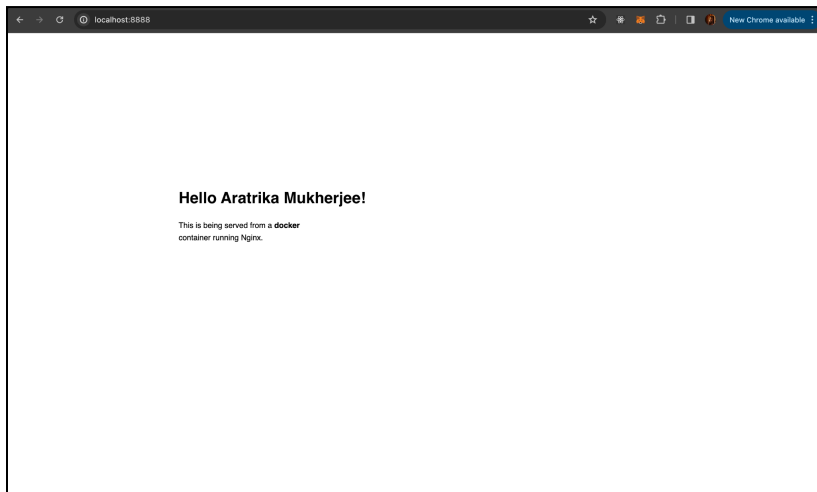 localhost:8888
New Chrome available
Hello Aratrika Mukherjee!
This is being served from a docker
container running Nginx.